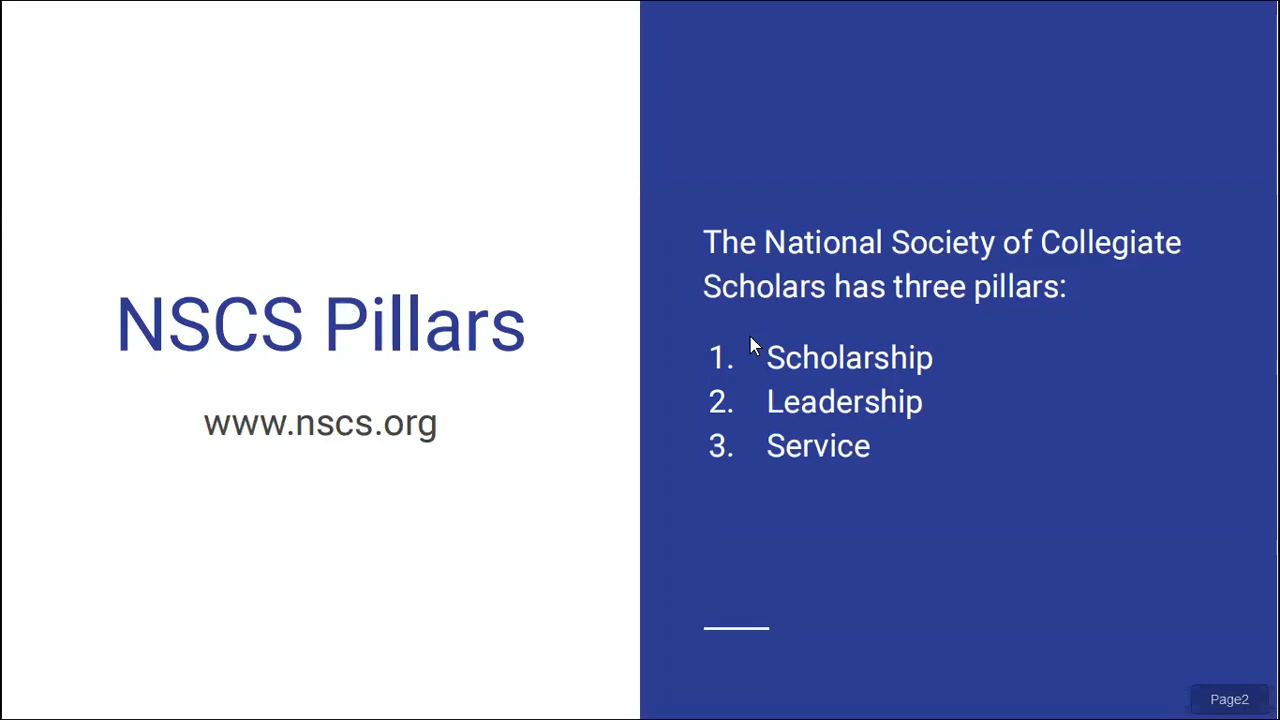 NSCS Pillars
www.nscs.org
The National Society of Collegiate
Scholars has three pillars:
1. Scholarship
2. Leadership
3. Service
Page2